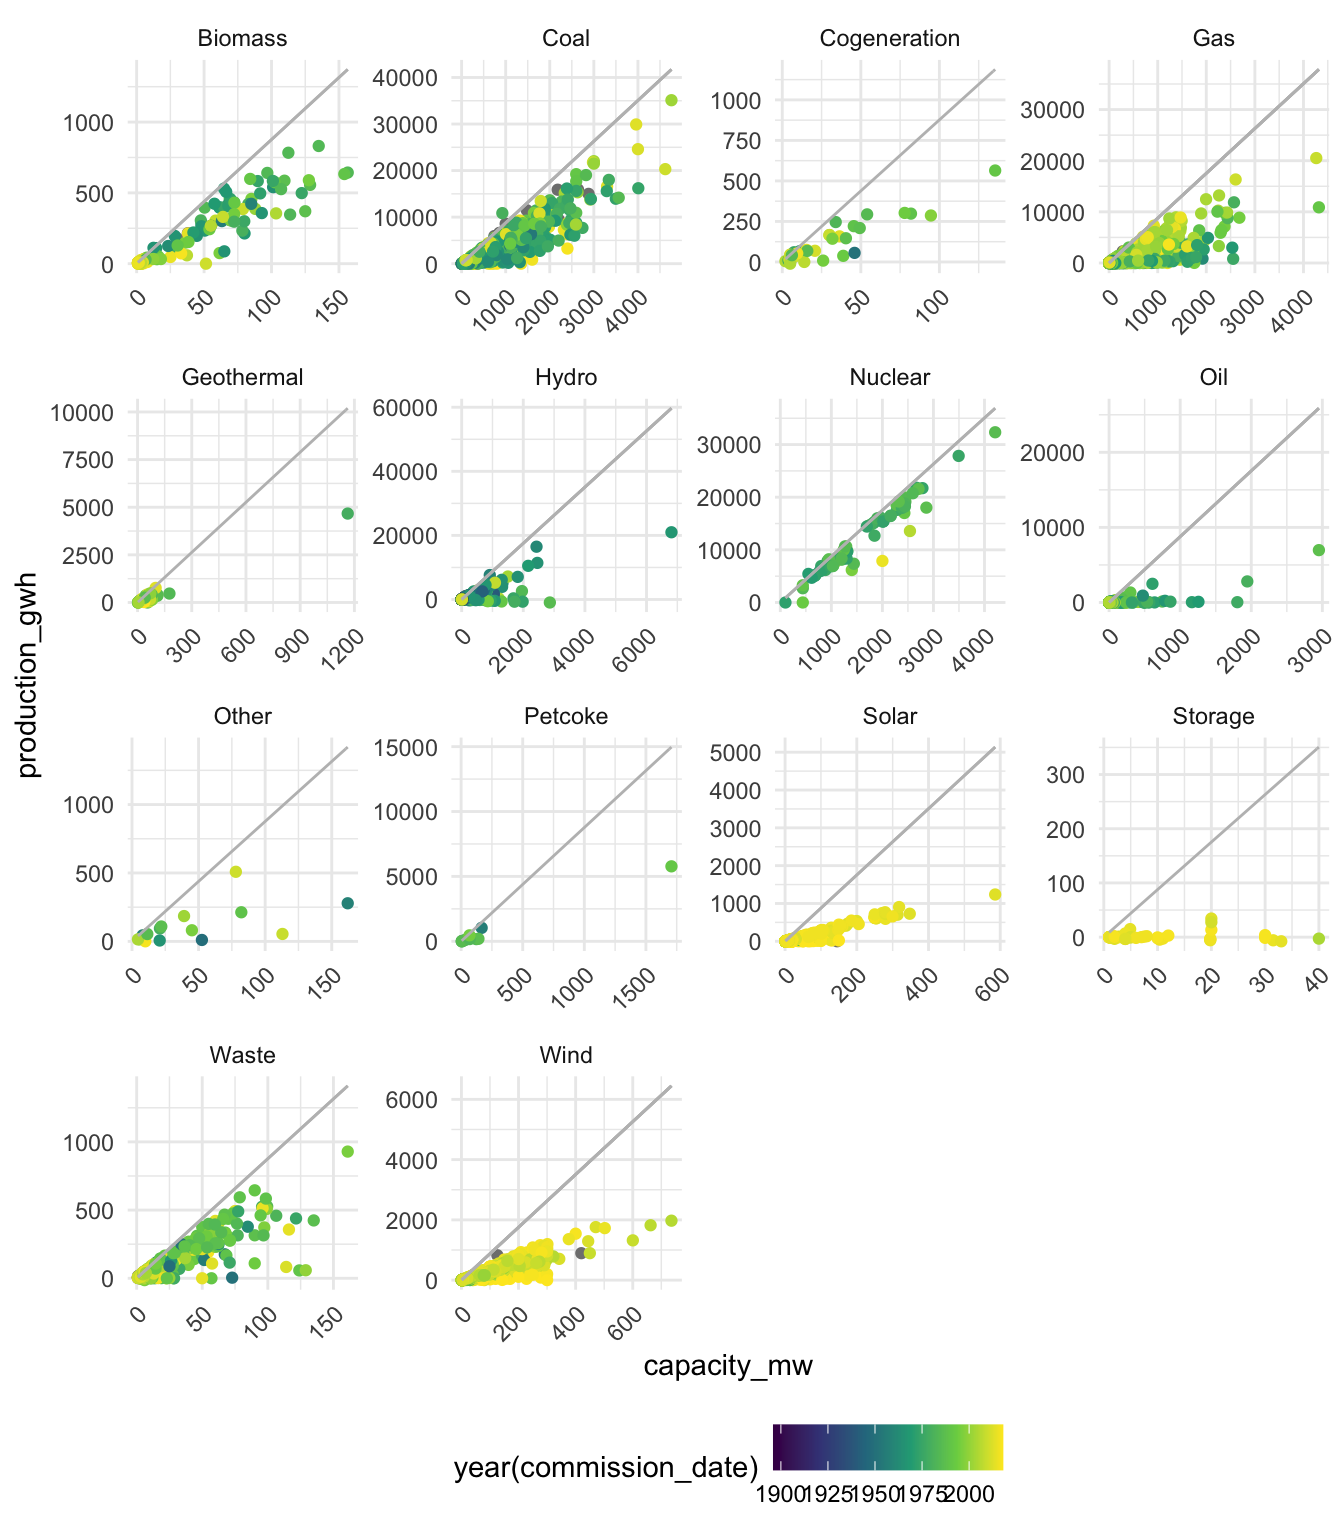 Biomass Coal Cogeneration Gas
1000
500
0
0 50 100 150
40000
30000
20000
10000
0
0 1000 2000 3000 4000
1000
750
500
250
0
0 50 100
30000
20000
10000
0
0 1000 2000 3000 4000
Geothermal Hydro Nuclear Oil
10000
7500
5000
2500
0
0 300 600 900 1200
60000
40000
20000
0
0 2000 4000 6000
30000
20000
10000
0
0 1000 2000 3000 4000
20000
10000
0
0 1000 2000 3000
production_gwh
Other Petcoke Solar Storage
1000
500
0
0 50 100 150
15000
10000
5000
0
0 500 1000 1500
5000
4000
3000
2000
1000
0
0 200 400 600
300
200
100
0
0 10 20 30 40
Waste Wind
1000
500
0
0 50 100 150
6000
4000
2000
0
0 200 400 600
capacity_mw
year(commission_date)
1900 1925 1950 1975 2000